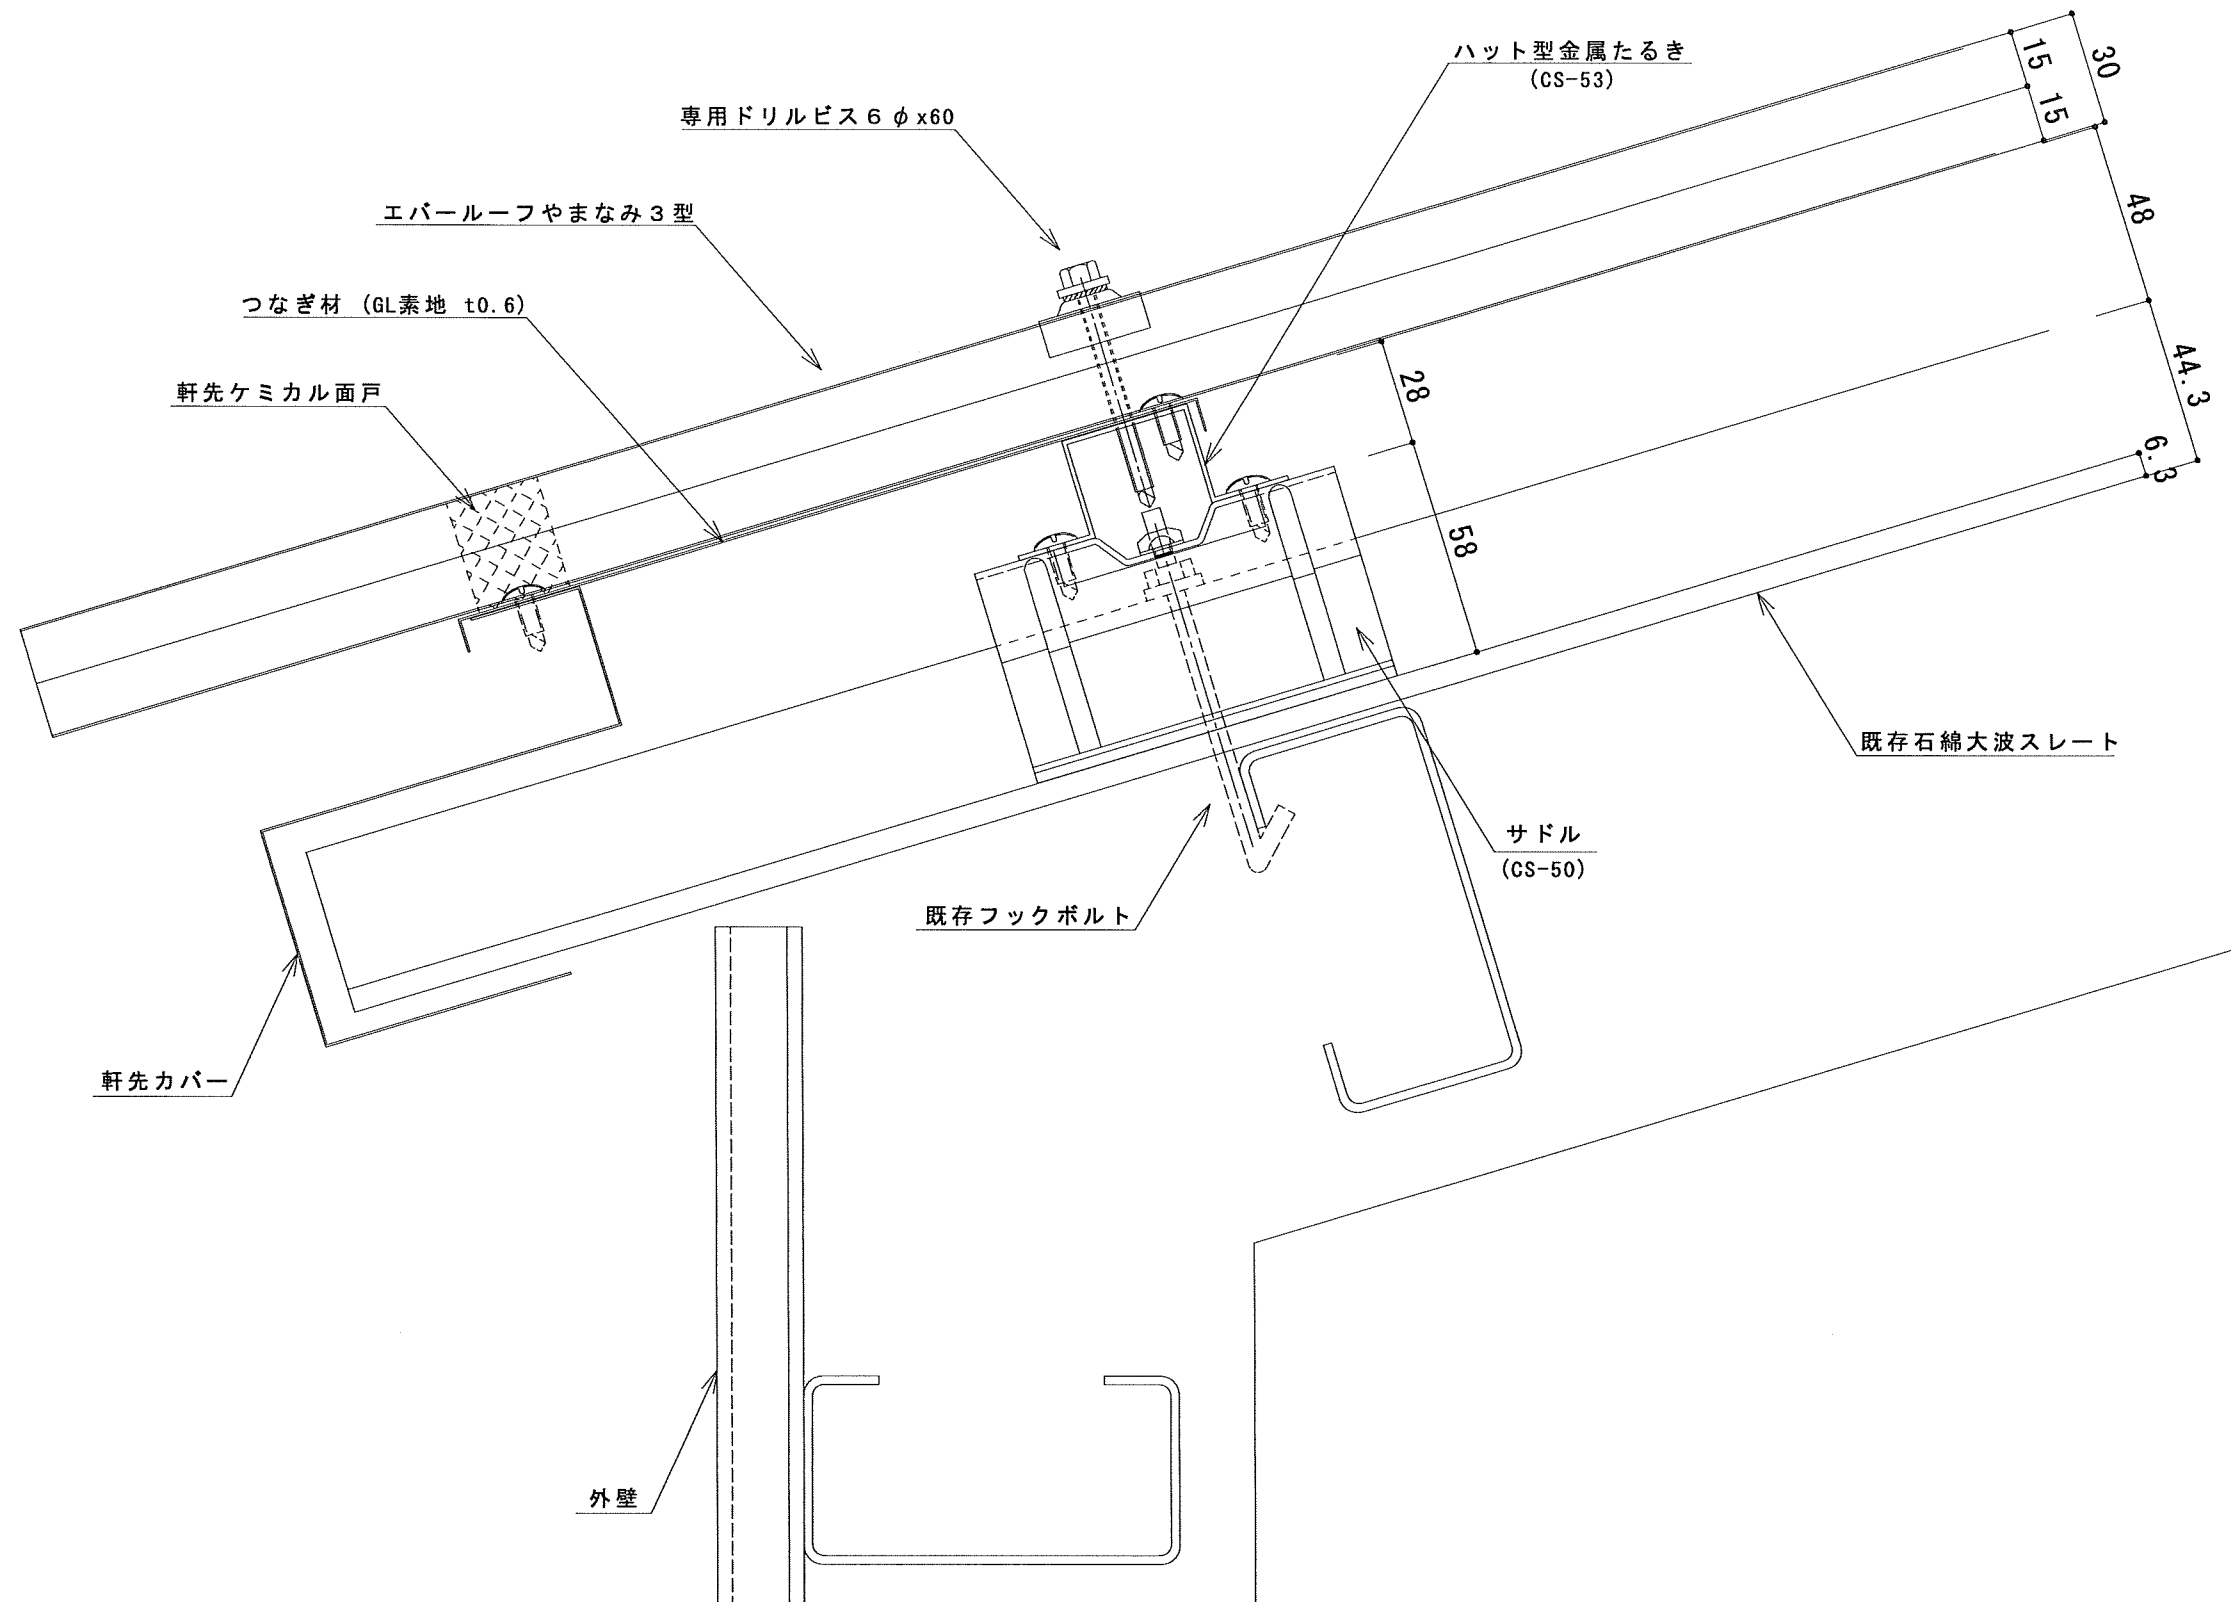 ハット型金属たるき
(CS-53)
15
30
15
専用ドリルビス6φx60
エバールーフやまなみ3型
48
つなぎ材 (GL素地 t0.6)
軒先ケミカル面戸
28
44.3
6.3
58
既存石綿大波スレート
サドル
(CS-50)
既存フックボルト
軒先カバー
外壁